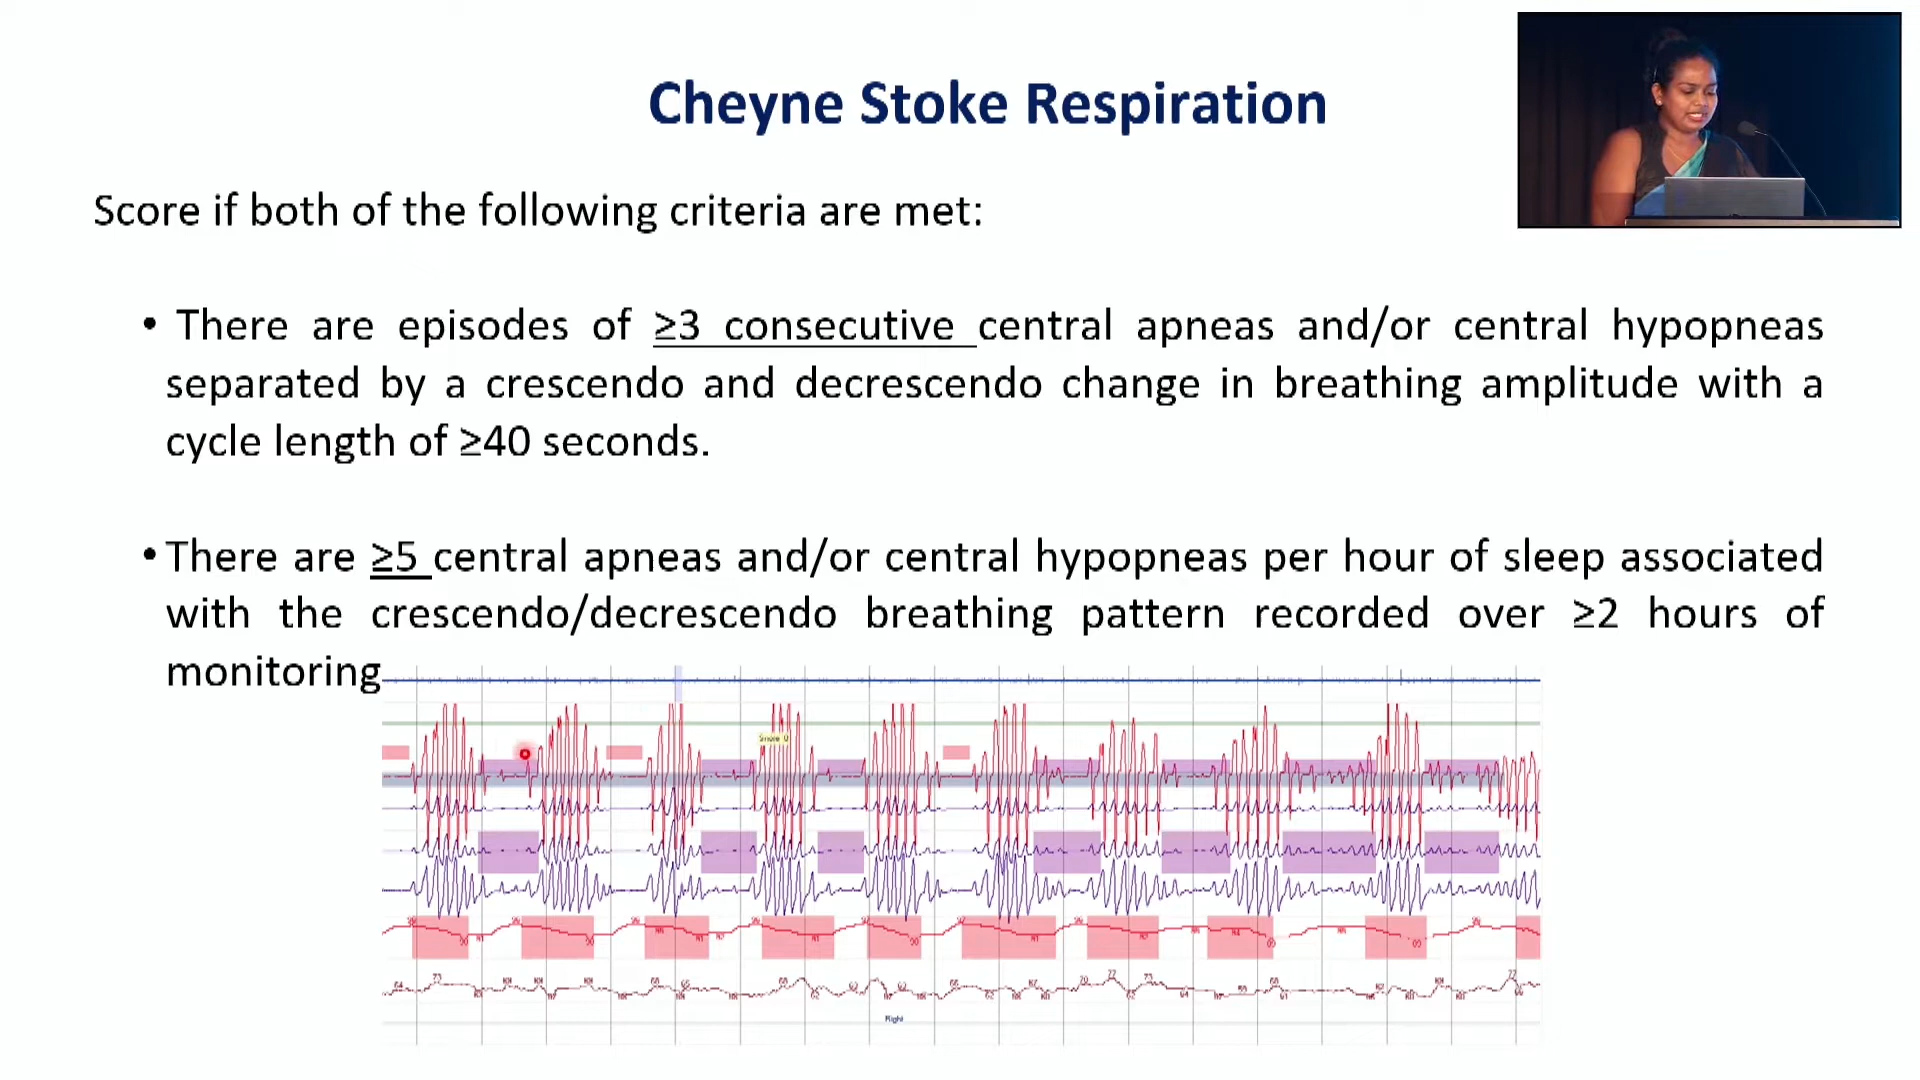 Cheyne Stoke Respiration
Score if both of the following criteria are met:
• There are episodes of ≥3 consecutive central apneas and/or central hypopneas
separated by a crescendo and decrescendo change in breathing amplitude with a
cycle length of ≥40 seconds.
• There are ≥5 central apneas and/or central hypopneas per hour of sleep associated
with the crescendo/decrescendo breathing pattern recorded over ≥2 hours of
monitoring
Snore 0
Right